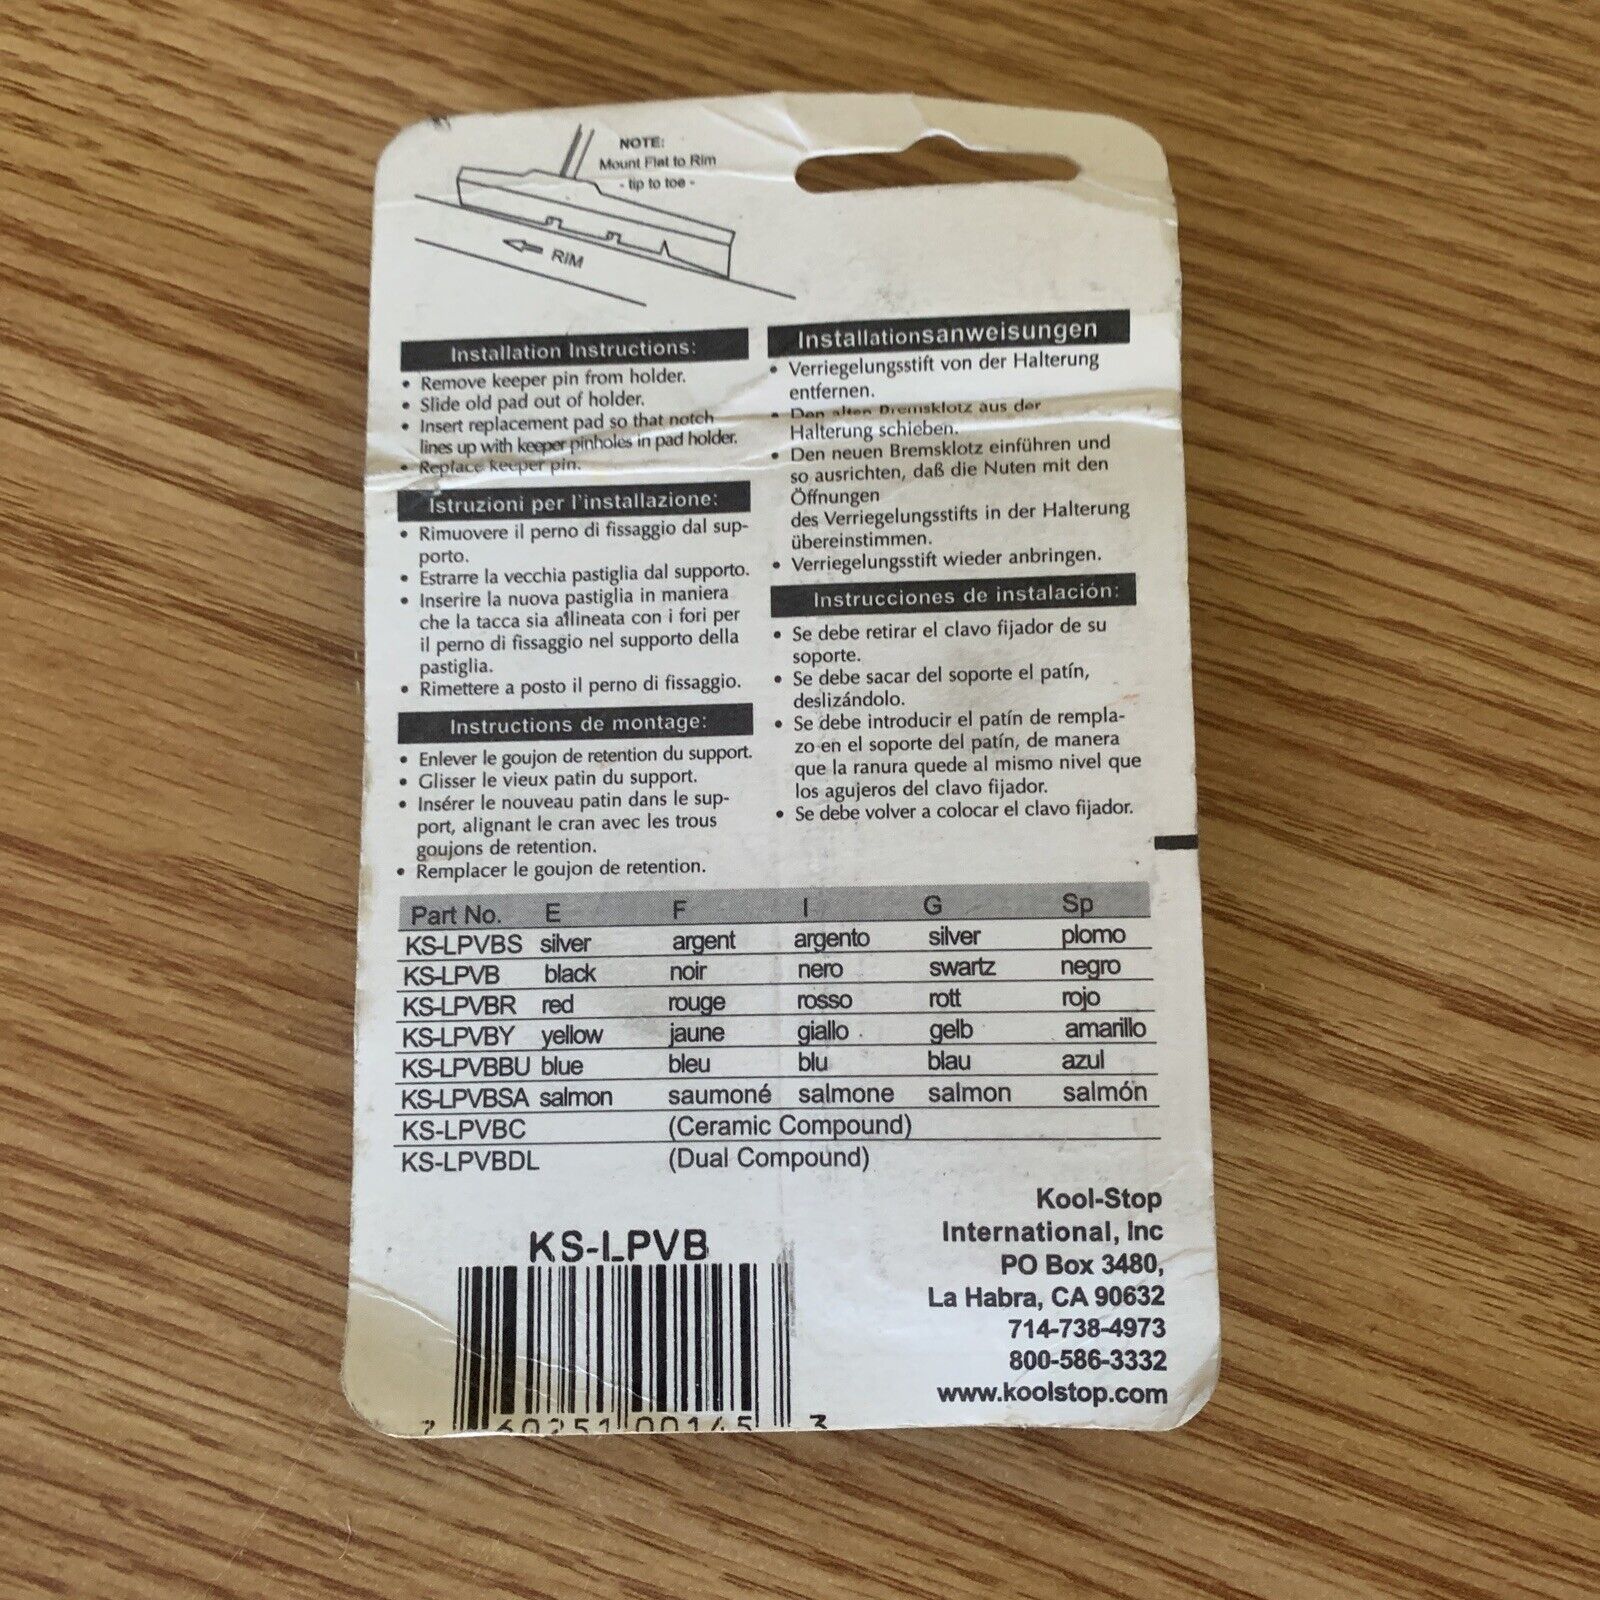 NOTE:
Mount Flat to Rim
- tip to toe -
RIM
Installation Instructions:
• Remove keeper pin from holder.
• Slide old pad out of holder.
• Insert replacement pad so that notch
lines up with keeper pinholes in pad holder.
• Replace keeper pin.
Istruzioni per l'installazione:
• Rimuovere il perno di fissaggio dal sup-
porto.
• Estrarre la vecchia pastiglia dal supporto.
• Inserire la nuova pastiglia in maniera
che la tacca sia allineata con i fori per
il perno di fissaggio nel supporto della
pastiglia.
• Rimettere a posto il perno di fissaggio.
Instructions de montage:
• Enlever le goujon de retention du support.
• Glisser le vieux patin du support.
• Insérer le nouveau patin dans le sup-
port, alignant le cran avec les trous
goujons de retention.
• Remplacer le goujon de retention.
Installationsanweisungen
• Verriegelungsstift von der Halterung
entfernen.
• Den alten Bremsklotz aus der
Halterung schieben.
• Den neuen Bremsklotz einführen und
so ausrichten, daß die Nuten mit den
Öffnungen
des Verriegelungsstifts in der Halterung
übereinstimmen.
• Verriegelungsstift wieder anbringen.
Instrucciones de instalación:
• Se debe retirar el clavo fijador de su
soporte.
• Se debe sacar del soporte el patín,
deslizándolo.
• Se debe introducir el patín de rempla-
zo en el soporte del patín, de manera
que la ranura quede al mismo nivel que
los agujeros del clavo fijador.
• Se debe volver a colocar el clavo fijador.
Part No. E F I G Sp
KS-LPVBS silver argent argento silver plomo
KS-LPVB black noir nero swartz negro
KS-LPVBR red rouge rosso rott rojo
KS-LPVBY yellow jaune giallo gelb amarillo
KS-LPVBBU blue bleu blu blau azul
KS-LPVBSA salmon saumoné salmone salmon salmón
KS-LPVBC (Ceramic Compound)
KS-LPVBDL (Dual Compound)
KS-LPVB
7 60251 00145 3
Kool-Stop
International, Inc
PO Box 3480,
La Habra, CA 90632
714-738-4973
800-586-3332
www.koolstop.com